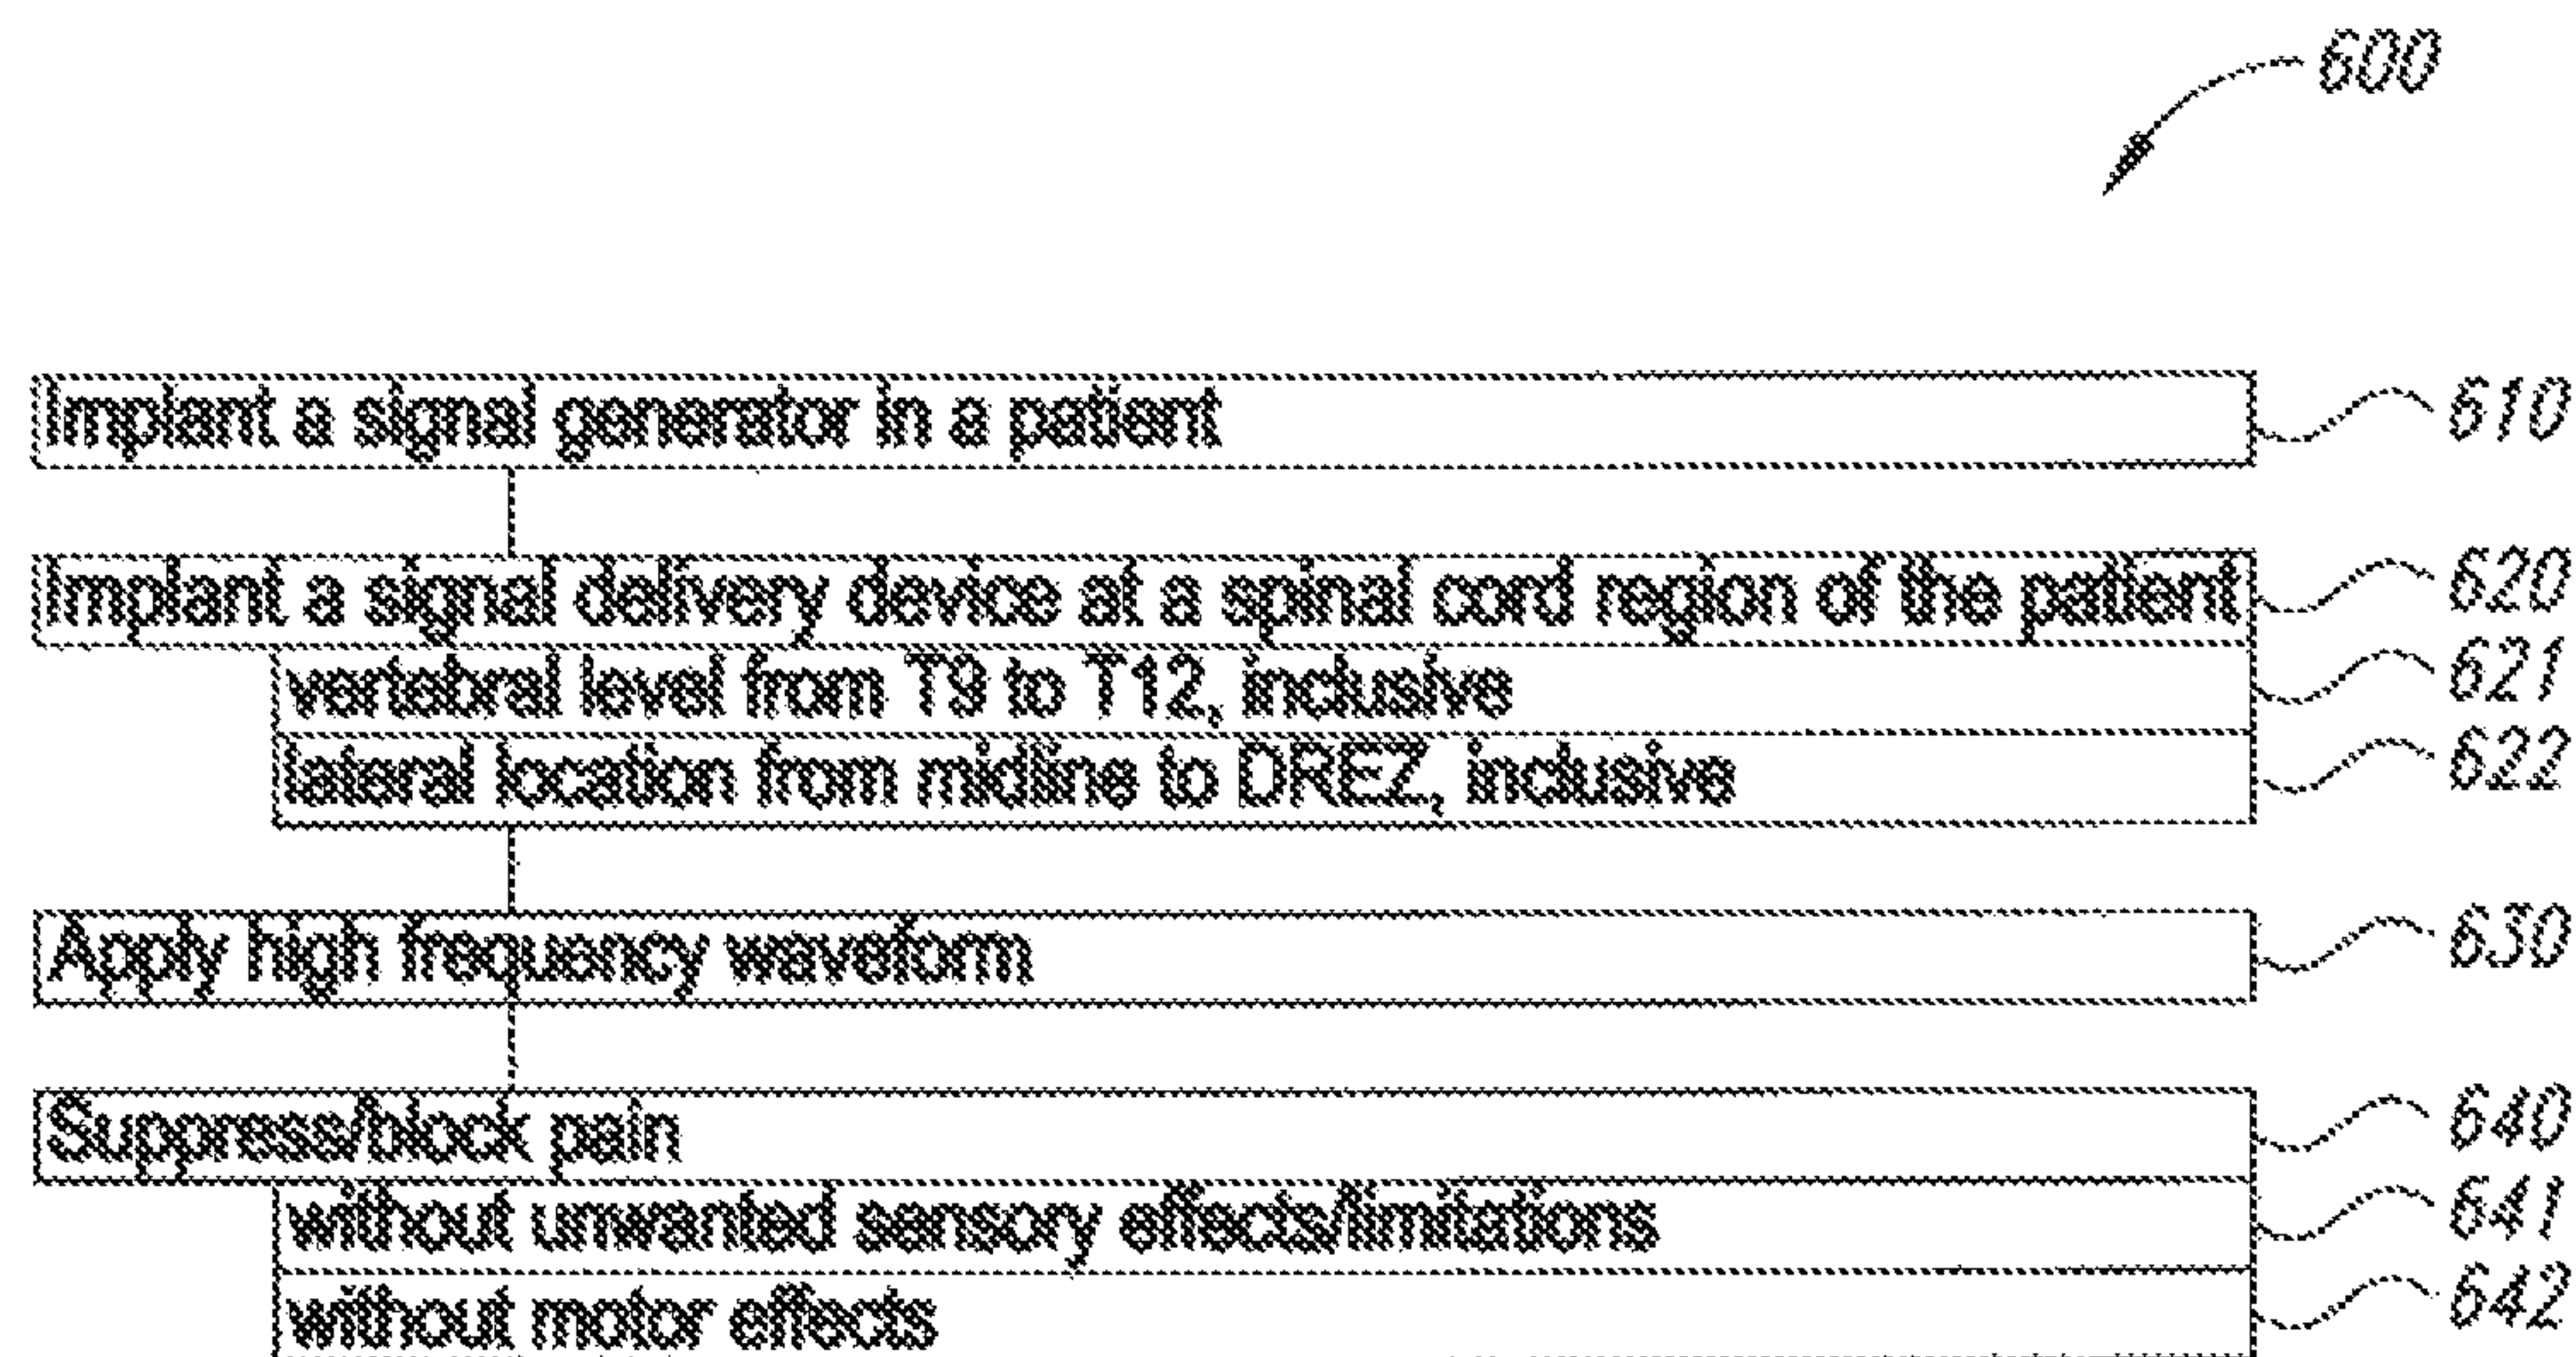 600
Implant a signal generator in a patient 610
Implant a signal delivery device at a spinal cord region of the patient 620
vertebral level from T9 to T12, inclusive 621
lateral location from midline to DREZ, inclusive 622
Apply high frequency waveform 630
Suppress/block pain 640
without unwanted sensory effects/limitations 641
without motor effects 642